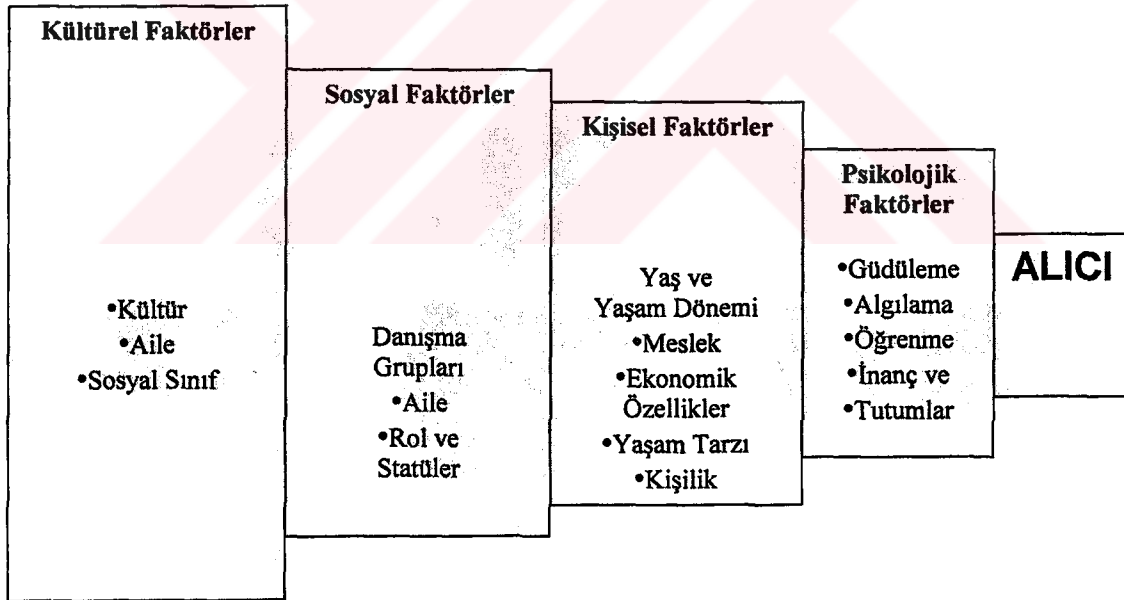 Kültürel Faktörler
•Kültür
•Aile
•Sosyal Sınıf
Sosyal Faktörler
Danışma
Grupları
•Aile
•Rol ve
Statüler
Kişisel Faktörler
Yaş ve
Yaşam Dönemi
•Meslek
•Ekonomik
Özellikler
•Yaşam Tarzı
•Kişilik
Psikolojik
Faktörler
•Güdüleme
•Algılama
•Öğrenme
•İnanç ve
•Tutumlar
ALICI